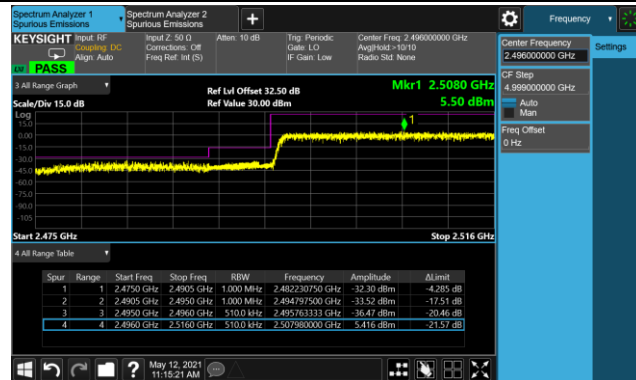 Spectrum Analyzer 1
Spurious Emissions
Spectrum Analyzer 2
Spurious Emissions
Frequency
KEYSIGHT
Input: RF
Coupling: DC
Align: Auto
Input Z: 50 Ω
Corrections: Off
Freq Ref: Int (S)
Atten: 10 dB
Trig: Periodic
Gate: LO
IF Gain: Low
Center Freq: 2.496000000 GHz
Avg|Hold:>10/10
Radio Std: None
PASS
Center Frequency
2.496000000 GHz
Settings
CF Step
4.999000000 GHz
Auto
Man
Freq Offset
0 Hz
3 All Range Graph
Ref Lvl Offset 32.50 dB
Mkr1 2.5080 GHz
Scale/Div 15.0 dB
Ref Value 30.00 dBm
5.50 dBm
Log
15.0
0.00
-15.0
-30.0
-45.0
-60.0
-75.0
-90.0
-105
1
Start 2.475 GHz
Stop 2.516 GHz
4 All Range Table
Spur Range Start Freq Stop Freq RBW Frequency Amplitude ΔLimit
1 1 2.4750 GHz 2.4905 GHz 1.000 MHz 2.482230750 GHz -32.30 dBm -4.285 dB
2 2 2.4905 GHz 2.4950 GHz 1.000 MHz 2.494797500 GHz -33.52 dBm -17.51 dB
3 3 2.4950 GHz 2.4960 GHz 510.0 kHz 2.495763333 GHz -36.47 dBm -20.46 dB
4 4 2.4960 GHz 2.5160 GHz 510.0 kHz 2.507980000 GHz 5.416 dBm -21.57 dB
May 12, 2021
11:15:21 AM